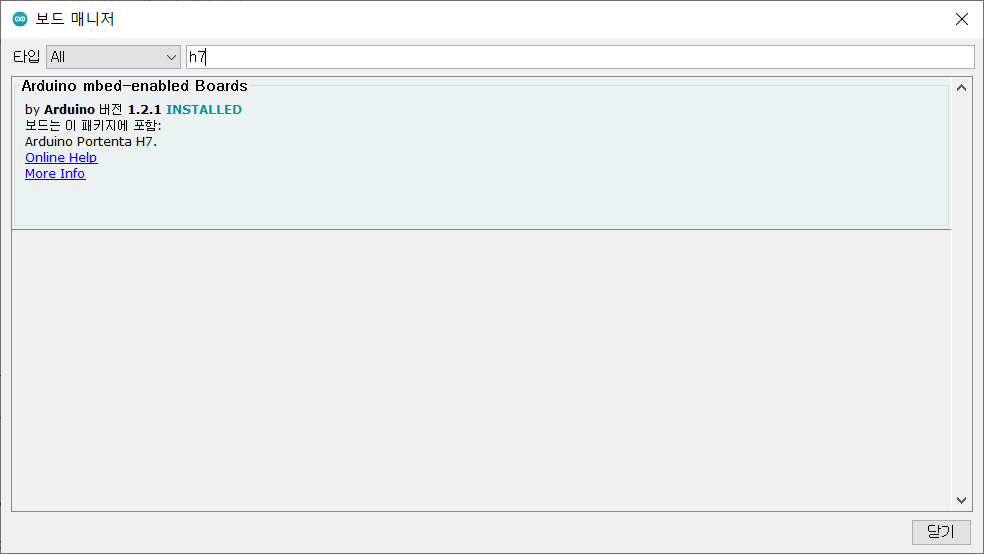 보드 매니저
타입 All h7
Arduino mbed-enabled Boards
by Arduino 버전 1.2.1 INSTALLED
보드는 이 패키지에 포함:
Arduino Portenta H7.
Online Help
More Info
닫기